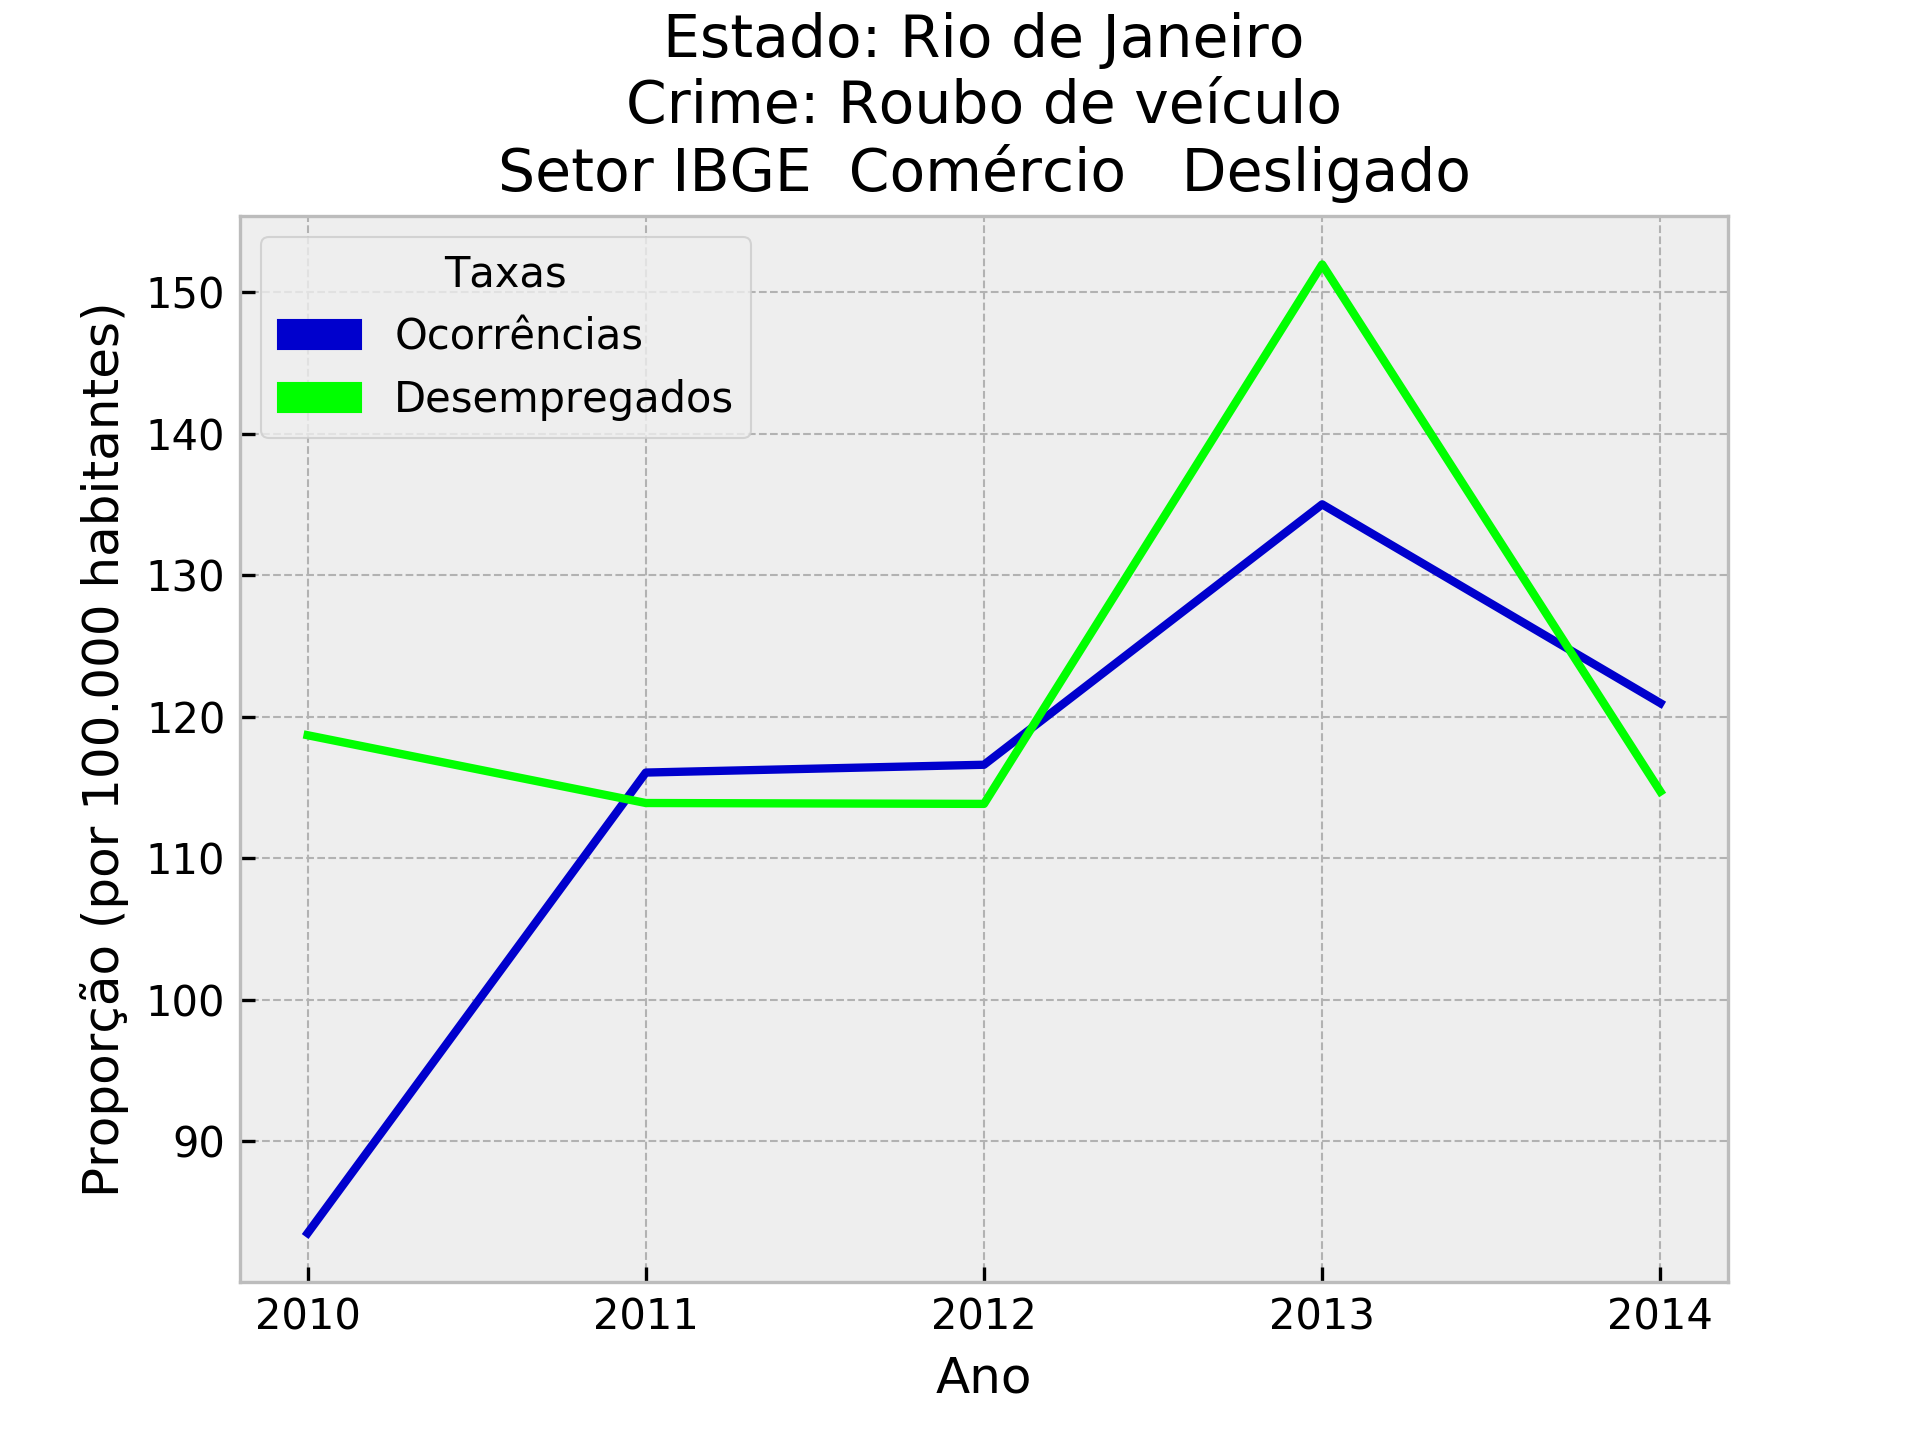 Estado: Rio de Janeiro
Crime: Roubo de veículo
Setor IBGE  Comércio   Desligado
Taxas
Ocorrências
Desempregados
Proporção (por 100.000 habitantes)
150
140
130
120
110
100
90
2010 2011 2012 2013 2014
Ano